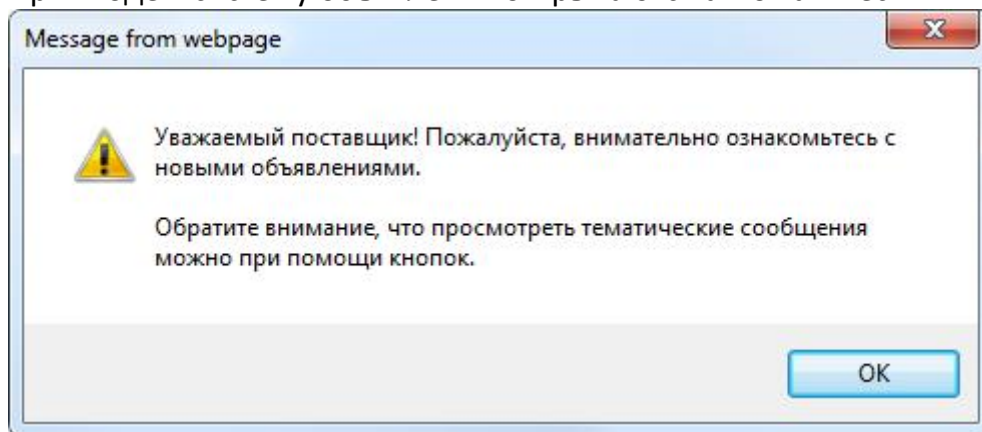 Message from webpage
Уважаемый поставщик! Пожалуйста, внимательно ознакомьтесь с
новыми объявлениями.
Обратите внимание, что просмотреть тематические сообщения
можно при помощи кнопок.
OK